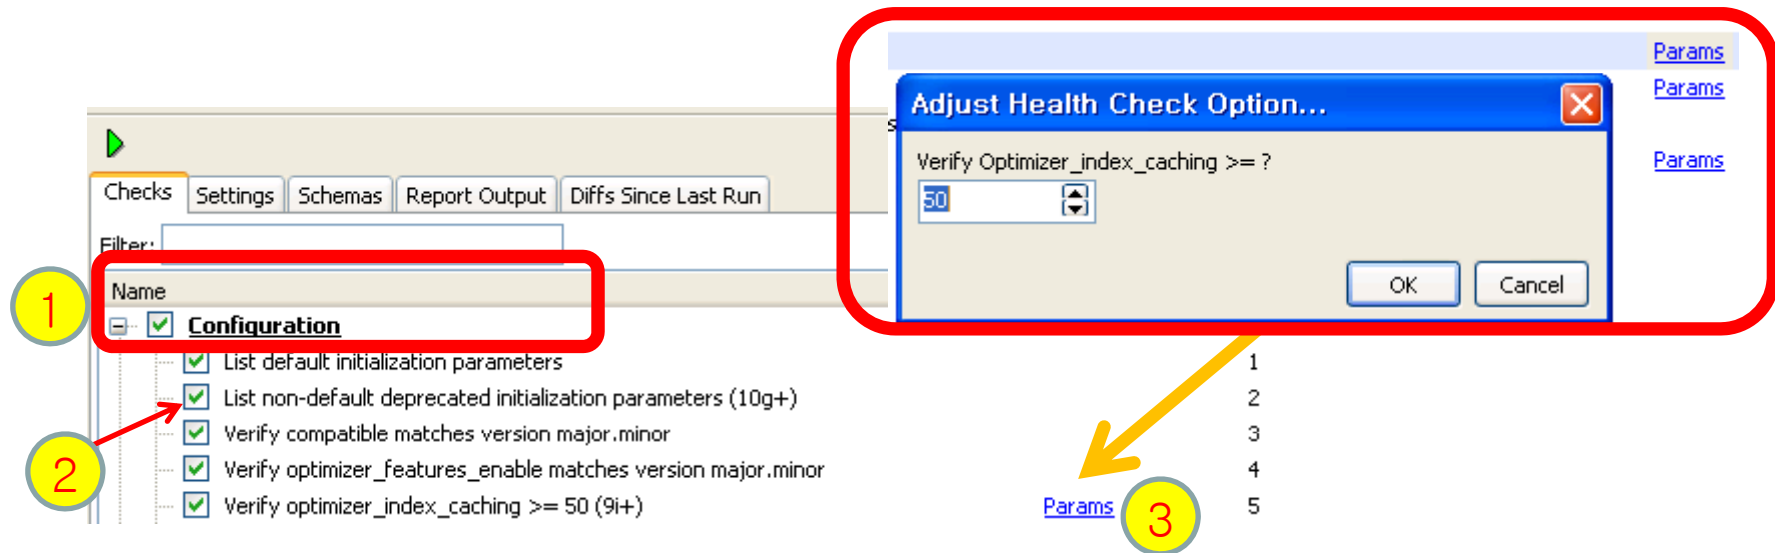 Params
Adjust Health Check Option...
Params
s
Verify Optimizer_index_caching >= ?
Params
50
Checks Settings Schemas Report Output Diffs Since Last Run
Filter:
OK Cancel
Name
1
Configuration
List default initialization parameters 1
List non-default deprecated initialization parameters (10g+) 2
Verify compatible matches version major.minor 3
2
Verify optimizer_features_enable matches version major.minor 4
Verify optimizer_index_caching >= 50 (9i+) Params 3 5